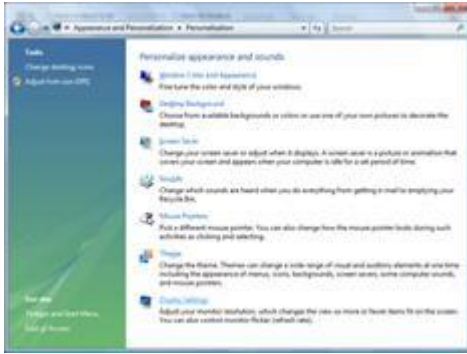 Appearance and Personalization ▸ Personalization
Tasks
Change desktop icons
Adjust font size (DPI)
Personalize appearance and sounds
Window Color and Appearance
Fine tune the color and style of your windows.
Desktop Background
Choose from available backgrounds or colors or use one of your own pictures to decorate the
desktop.
Screen Saver
Change your screen saver or adjust when it displays. A screen saver is a picture or animation that
covers your screen and appears when your computer is idle for a set period of time.
Sounds
Change which sounds are heard when you do everything from getting e-mail to emptying your
Recycle Bin.
Mouse Pointers
Pick a different mouse pointer. You can also change how the mouse pointer looks during such
activities as clicking and selecting.
Theme
Change the theme. Themes can change a wide range of visual and auditory elements at one time
including the appearance of menus, icons, backgrounds, screen savers, some computer sounds,
and mouse pointers.
Display Settings
Adjust your monitor resolution, which changes the view so more or fewer items fit on the screen.
You can also control monitor flicker (refresh rate).
See also
Taskbar and Start Menu
Ease of Access